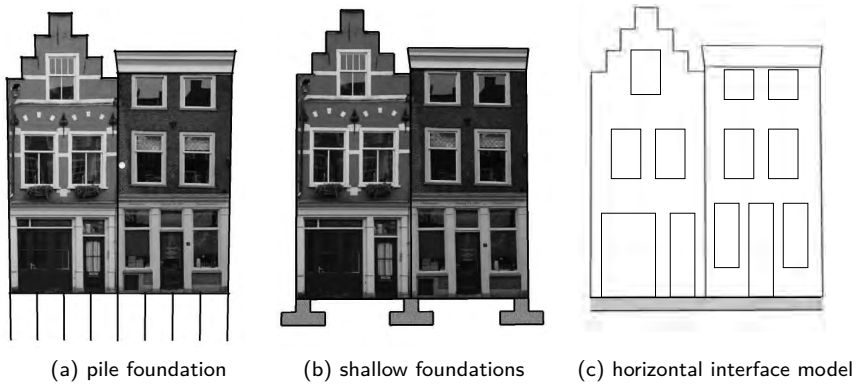 (a) pile foundation
(b) shallow foundations
(c) horizontal interface model